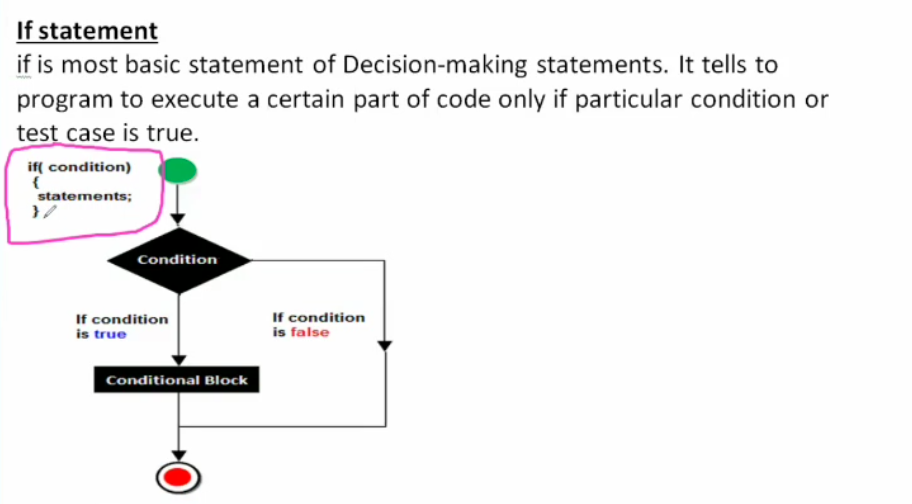 If statement
if is most basic statement of Decision-making statements. It tells to
program to execute a certain part of code only if particular condition or
test case is true.
if( condition)
{
statements;
}
Condition
If condition
is true
If condition
is false
Conditional Block